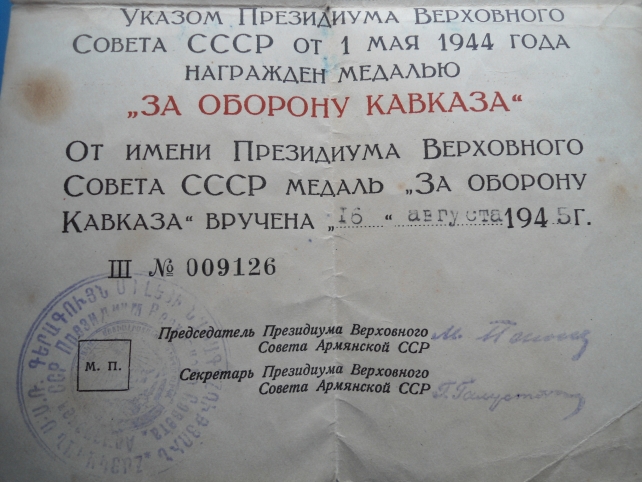 Указом Президиума Верховного
Совета СССР от 1 мая 1944 года
награжден медалью
„ЗА ОБОРОНУ КАВКАЗА“
От имени Президиума Верховного
Совета СССР медаль „За оборону
Кавказа“ вручена „16“ августа 1945г.
III № 009126
Председатель Президиума Верховного
Совета Армянской ССР
М. П.
Секретарь Президиума Верховного
Совета Армянской ССР